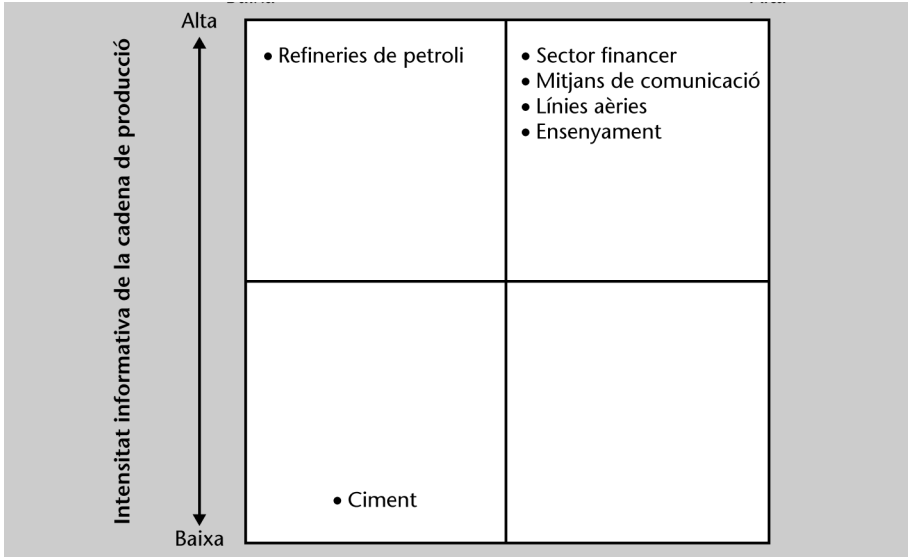 Alta
• Refineries de petroli
• Sector financer
• Mitjans de comunicació
• Línies aèries
• Ensenyament
Intensitat informativa de la cadena de producció
• Ciment
Baixa